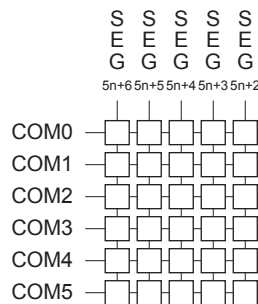 S S S S S
E E E E E
G G G G G
5n+6 5n+5 5n+4 5n+3 5n+2
COM0
COM1
COM2
COM3
COM4
COM5